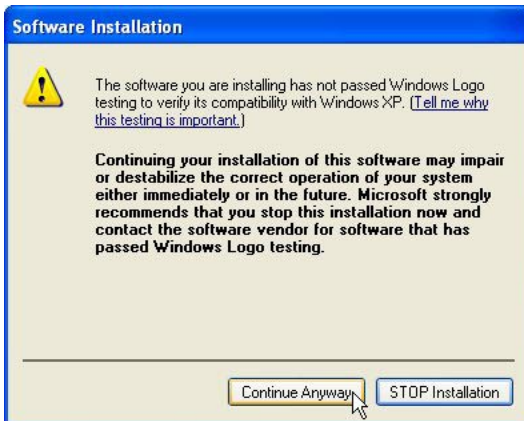 Software Installation
The software you are installing has not passed Windows Logo
testing to verify its compatibility with Windows XP. (Tell me why
this testing is important.)
Continuing your installation of this software may impair
or destabilize the correct operation of your system
either immediately or in the future. Microsoft strongly
recommends that you stop this installation now and
contact the software vendor for software that has
passed Windows Logo testing.
Continue Anyway
STOP Installation